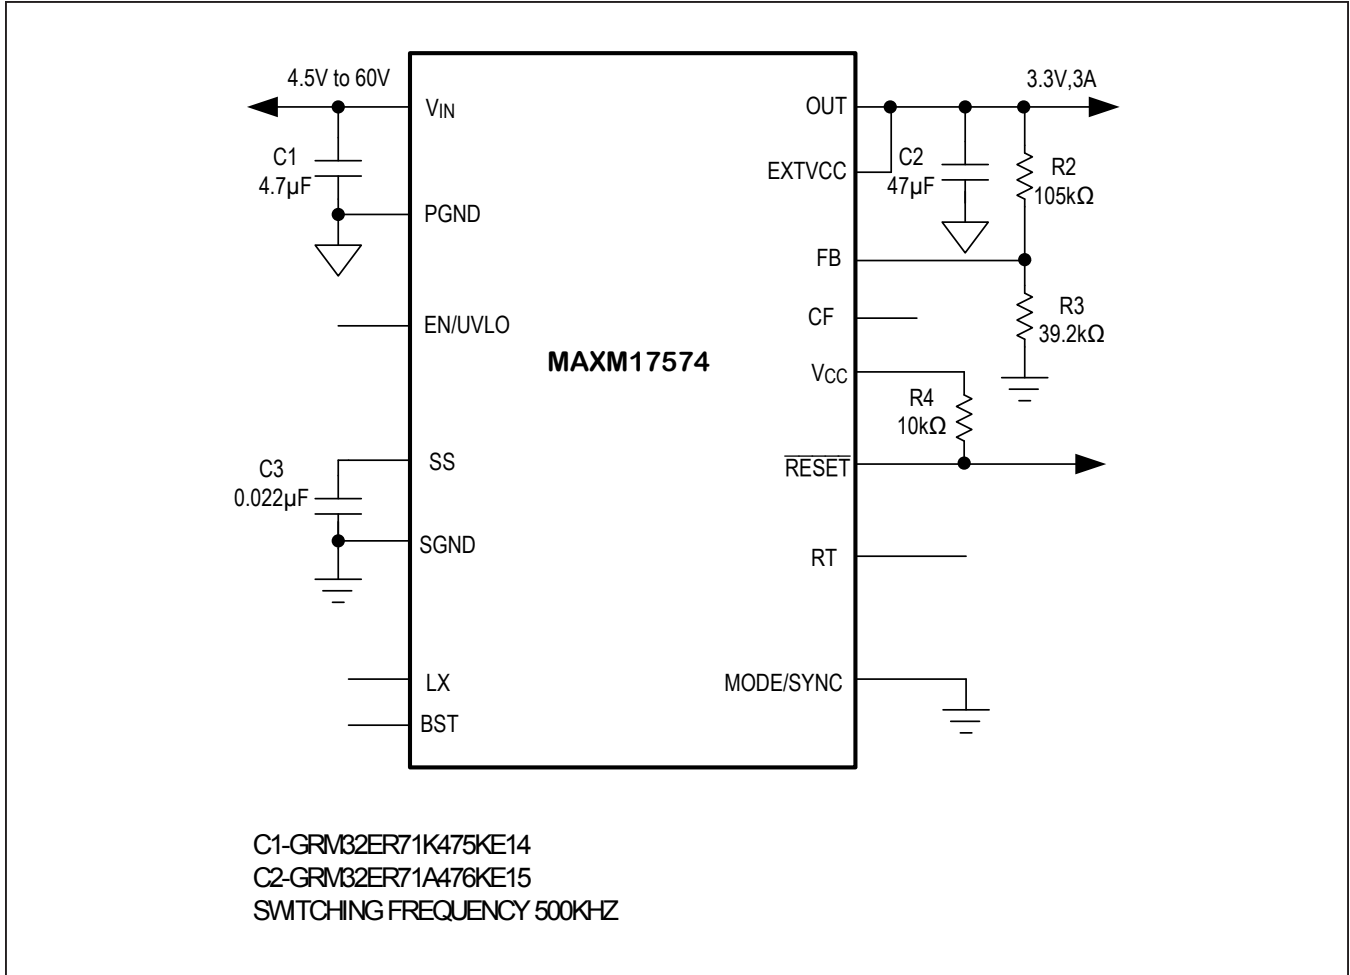 4.5V to 60V
VIN
C1
4.7µF
PGND
EN/UVLO
C3
0.022µF
SS
SGND
LX
BST
MAXM17574
OUT
3.3V,3A
EXTVCC
C2
47µF
R2
105kΩ
FB
CF
R3
39.2kΩ
VCC
R4
10kΩ
RESET
RT
MODE/SYNC
C1-GRM32ER71K475KE14
C2-GRM32ER71A476KE15
SWITCHING FREQUENCY 500KHZ